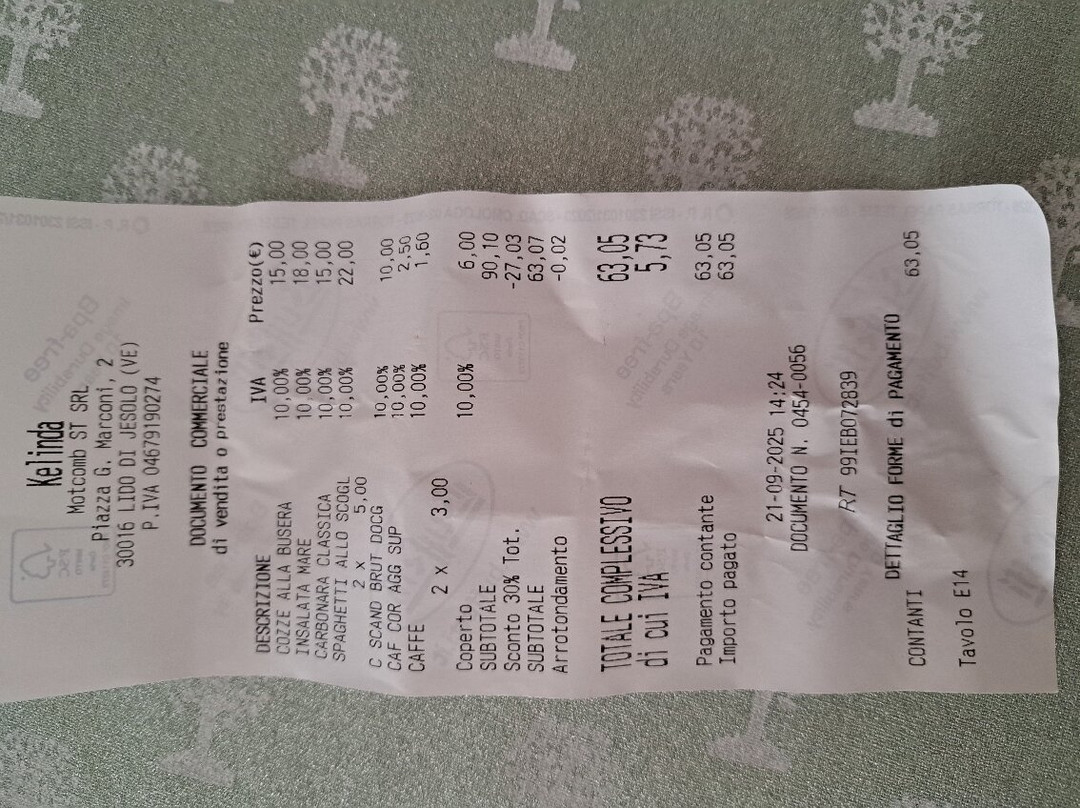 Kelinda
Motcomb ST SRL
Piazza G. Marconi, 2
30016 LIDO DI JESOLO (VE)
P.IVA 04679190274
DOCUMENTO COMMERCIALE
di vendita o prestazione
DESCRIZIONE IVA Prezzo(€)
COZZE ALLA BUSERA 10,00% 15,00
INSALATA MARE 10,00% 18,00
CARBONARA CLASSICA 10,00% 15,00
SPAGHETTI ALLO SCOGL 10,00% 22,00
2 x 5,00
C SCAND BRUT DOCG 10,00% 10,00
CAF COR AGG SUP 10,00% 2,50
CAFFE 10,00% 1,60
2 x 3,00
Coperto 10,00% 6,00
SUBTOTALE 90,10
Sconto 30% Tot. -27,03
SUBTOTALE 63,07
Arrotondamento -0,02
TOTALE COMPLESSIVO 63,05
di cui IVA 5,73
Pagamento contante 63,05
Importo pagato 63,05
21-09-2025 14:24
DOCUMENTO N. 0454-0056
RT 99IEB072839
DETTAGLIO FORME di PAGAMENTO
CONTANTI 63,05
Tavolo E14